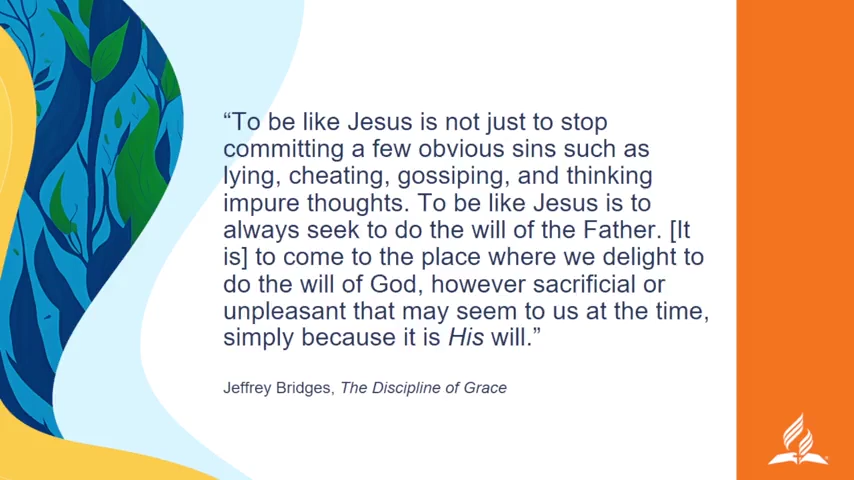 “To be like Jesus is not just to stop
committing a few obvious sins such as
lying, cheating, gossiping, and thinking
impure thoughts. To be like Jesus is to
always seek to do the will of the Father. [It
is] to come to the place where we delight to
do the will of God, however sacrificial or
unpleasant that may seem to us at the time,
simply because it is His will.”
Jeffrey Bridges, The Discipline of Grace